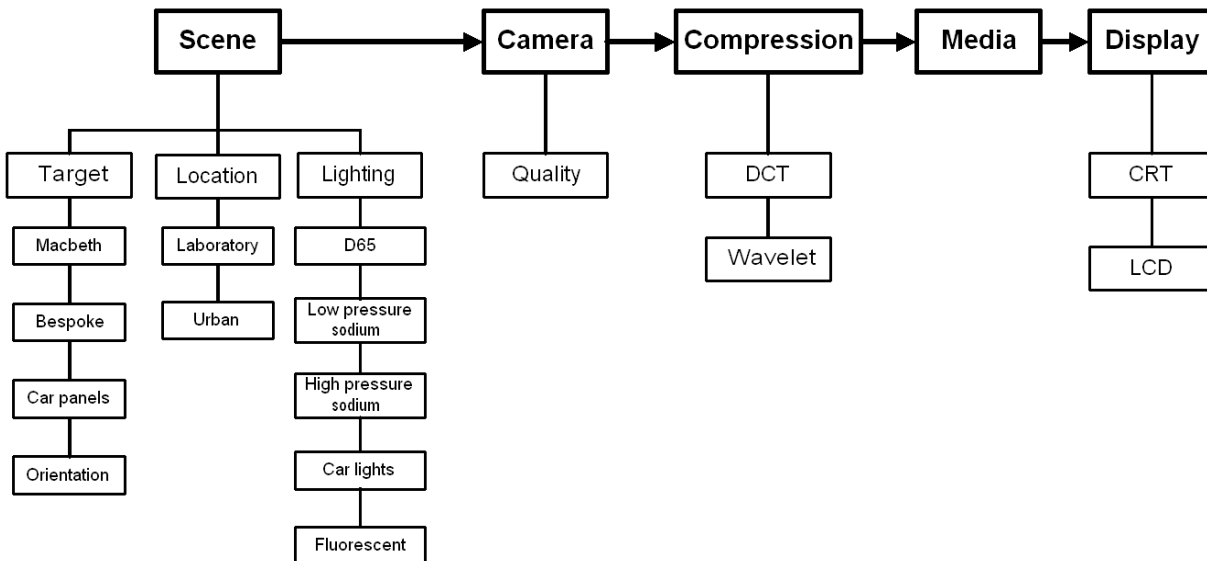 Scene
Camera
Compression
Media
Display
Target
Location
Lighting
Quality
DCT
CRT
Macbeth
Laboratory
D65
Wavelet
LCD
Bespoke
Urban
Low pressure
sodium
Car panels
High pressure
sodium
Orientation
Car lights
Fluorescent